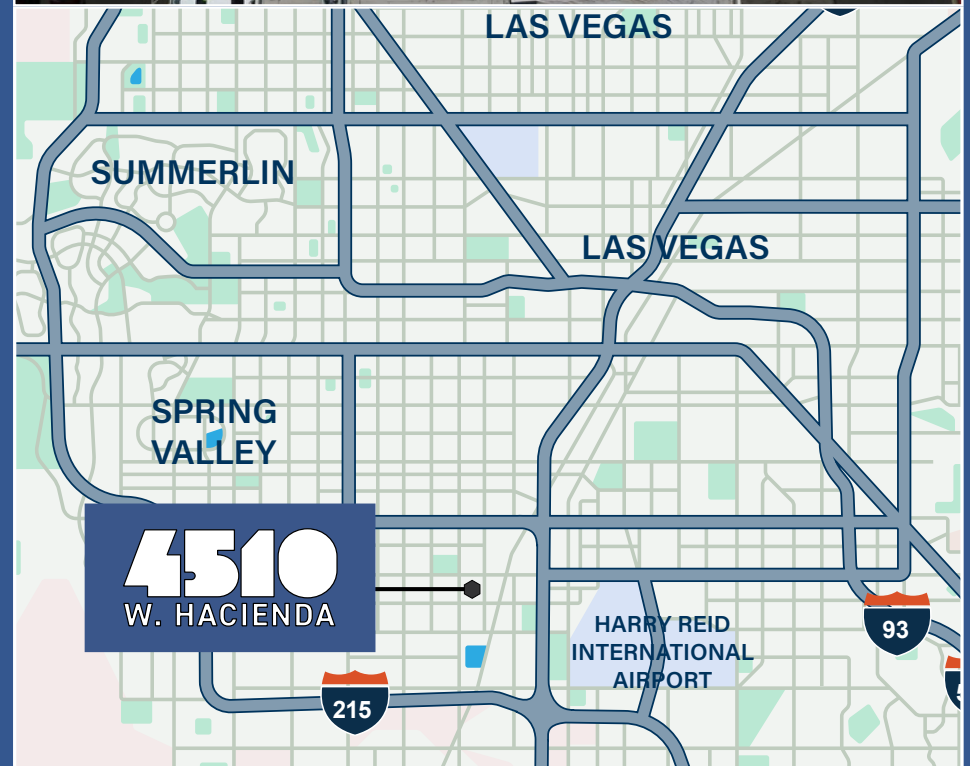 LAS VEGAS
SUMMERLIN
LAS VEGAS
SPRING
VALLEY
4510
W. HACIENDA
HARRY REID
INTERNATIONAL
AIRPORT
93
215